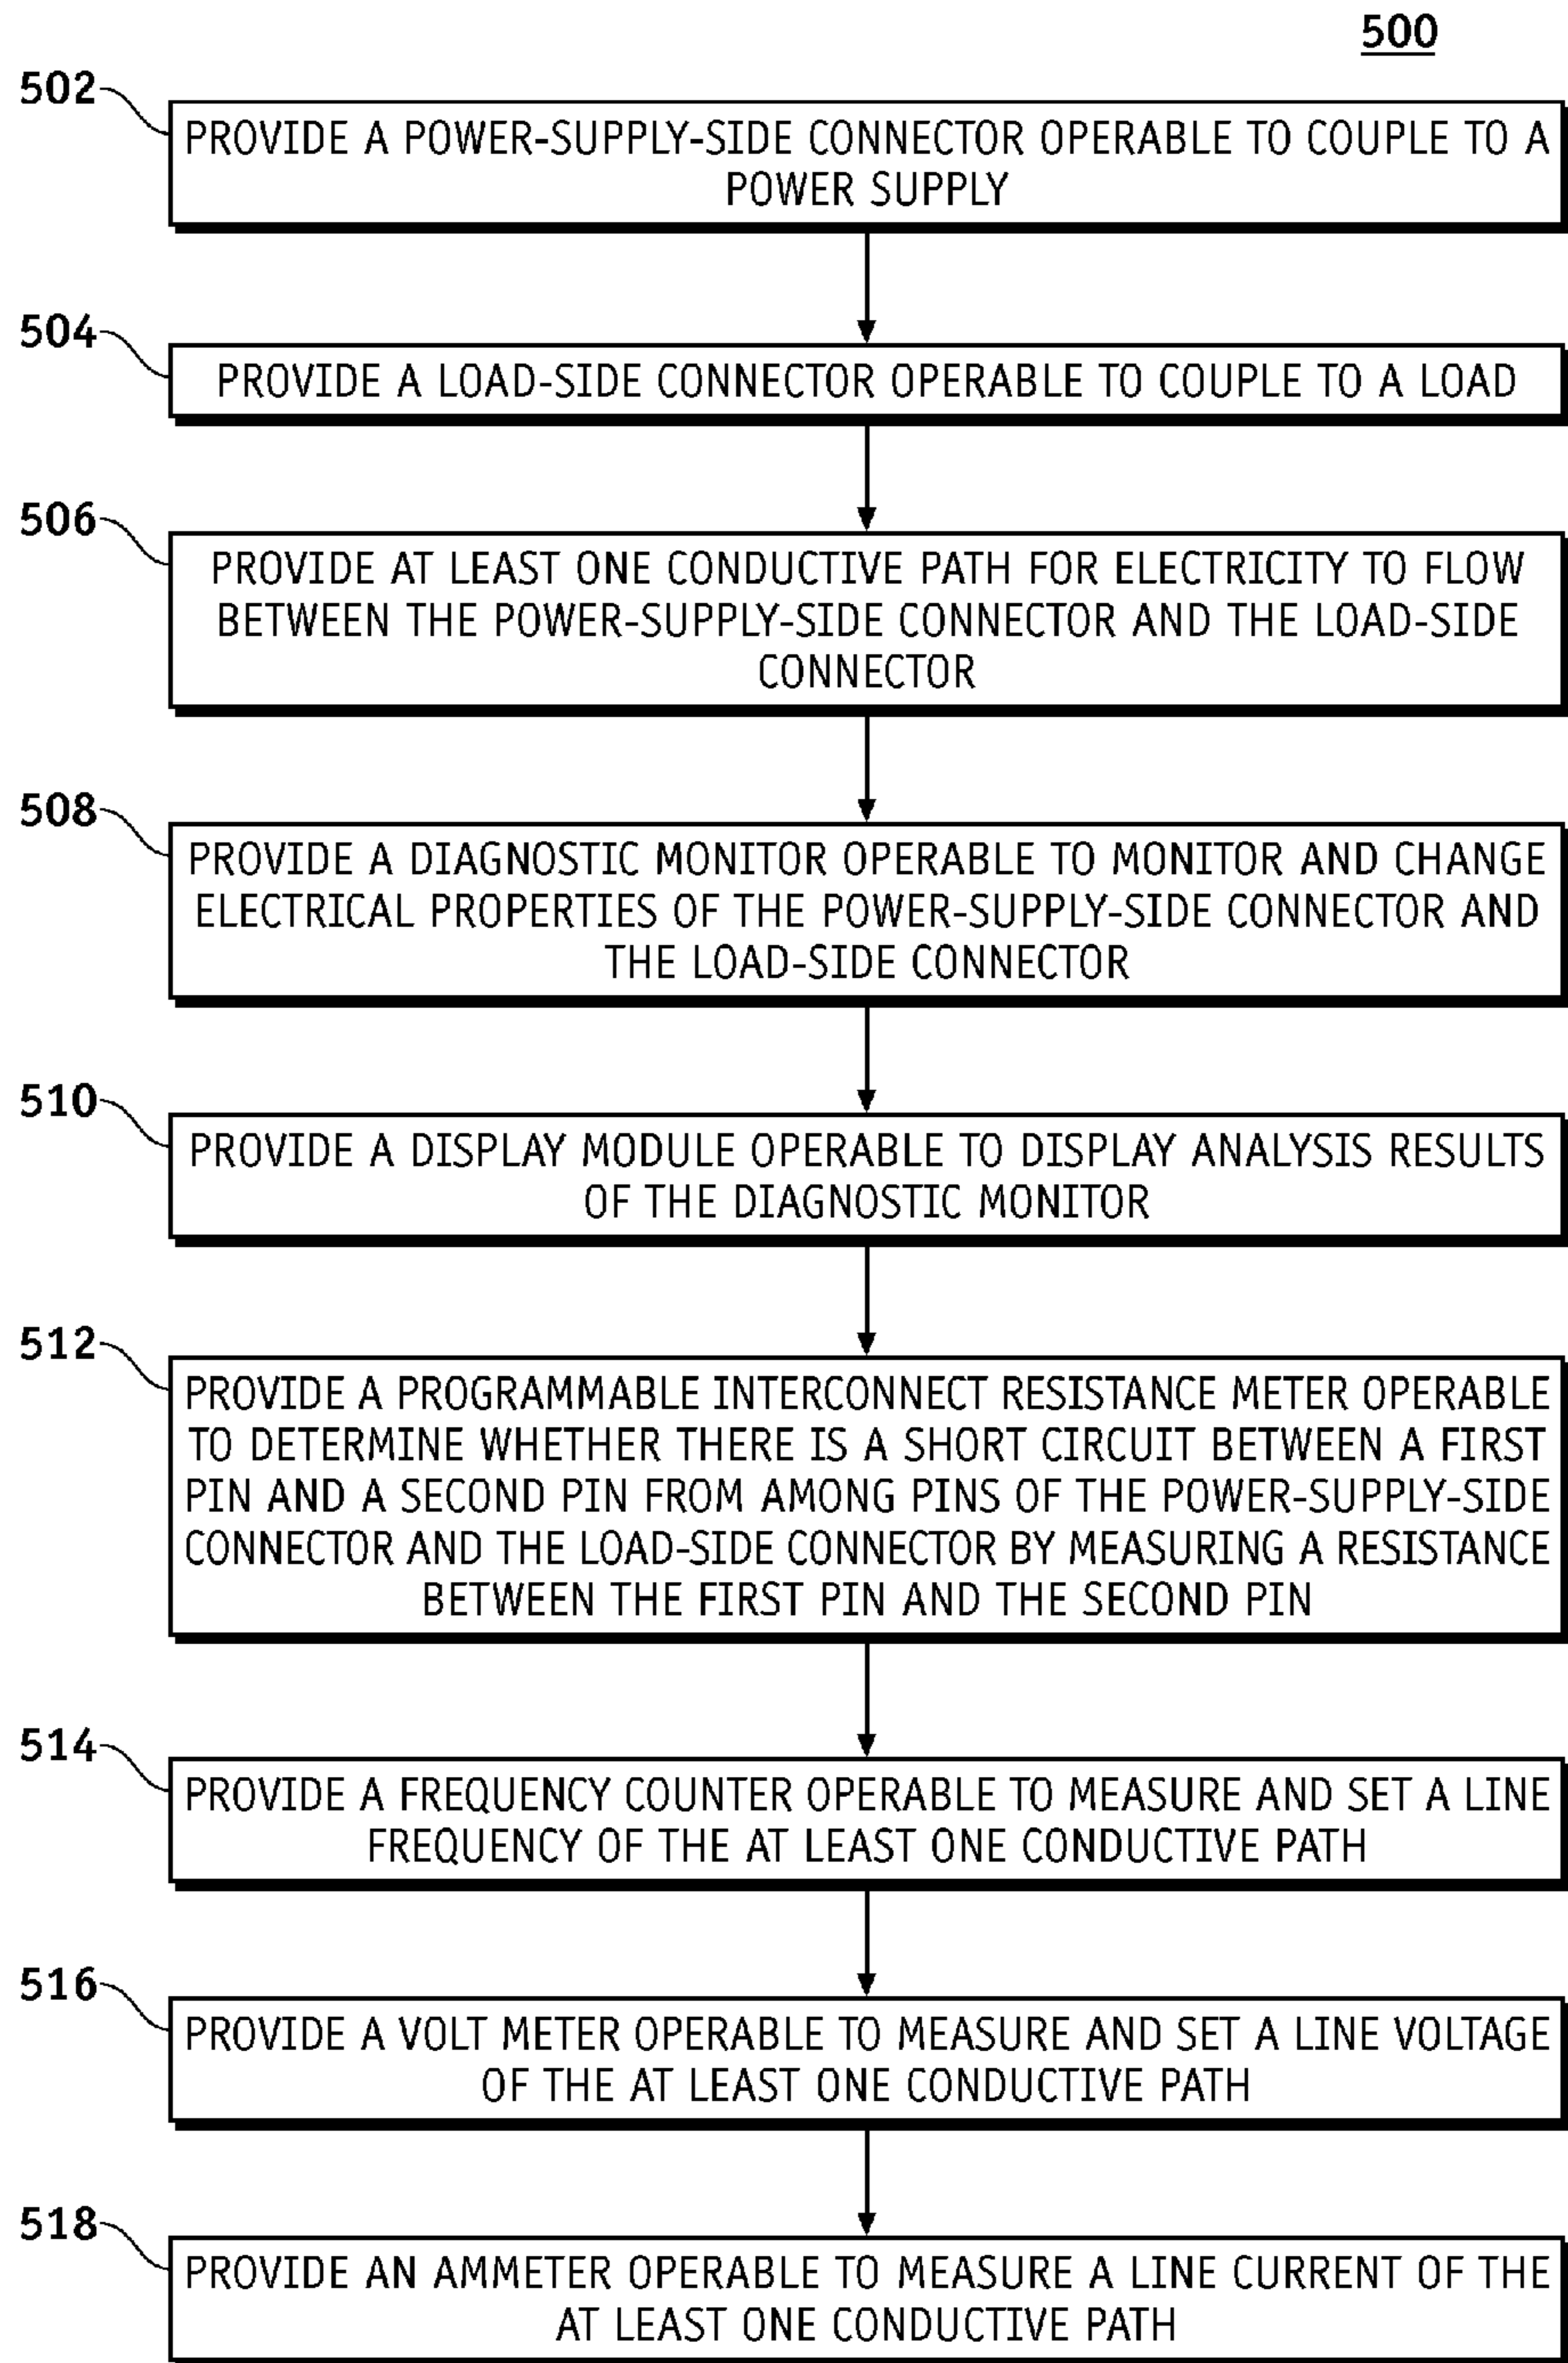 500
502
PROVIDE A POWER-SUPPLY-SIDE CONNECTOR OPERABLE TO COUPLE TO A
POWER SUPPLY
504
PROVIDE A LOAD-SIDE CONNECTOR OPERABLE TO COUPLE TO A LOAD
506
PROVIDE AT LEAST ONE CONDUCTIVE PATH FOR ELECTRICITY TO FLOW
BETWEEN THE POWER-SUPPLY-SIDE CONNECTOR AND THE LOAD-SIDE
CONNECTOR
508
PROVIDE A DIAGNOSTIC MONITOR OPERABLE TO MONITOR AND CHANGE
ELECTRICAL PROPERTIES OF THE POWER-SUPPLY-SIDE CONNECTOR AND
THE LOAD-SIDE CONNECTOR
510
PROVIDE A DISPLAY MODULE OPERABLE TO DISPLAY ANALYSIS RESULTS
OF THE DIAGNOSTIC MONITOR
512
PROVIDE A PROGRAMMABLE INTERCONNECT RESISTANCE METER OPERABLE
TO DETERMINE WHETHER THERE IS A SHORT CIRCUIT BETWEEN A FIRST
PIN AND A SECOND PIN FROM AMONG PINS OF THE POWER-SUPPLY-SIDE
CONNECTOR AND THE LOAD-SIDE CONNECTOR BY MEASURING A RESISTANCE
BETWEEN THE FIRST PIN AND THE SECOND PIN
514
PROVIDE A FREQUENCY COUNTER OPERABLE TO MEASURE AND SET A LINE
FREQUENCY OF THE AT LEAST ONE CONDUCTIVE PATH
516
PROVIDE A VOLT METER OPERABLE TO MEASURE AND SET A LINE VOLTAGE
OF THE AT LEAST ONE CONDUCTIVE PATH
518
PROVIDE AN AMMETER OPERABLE TO MEASURE A LINE CURRENT OF THE
AT LEAST ONE CONDUCTIVE PATH